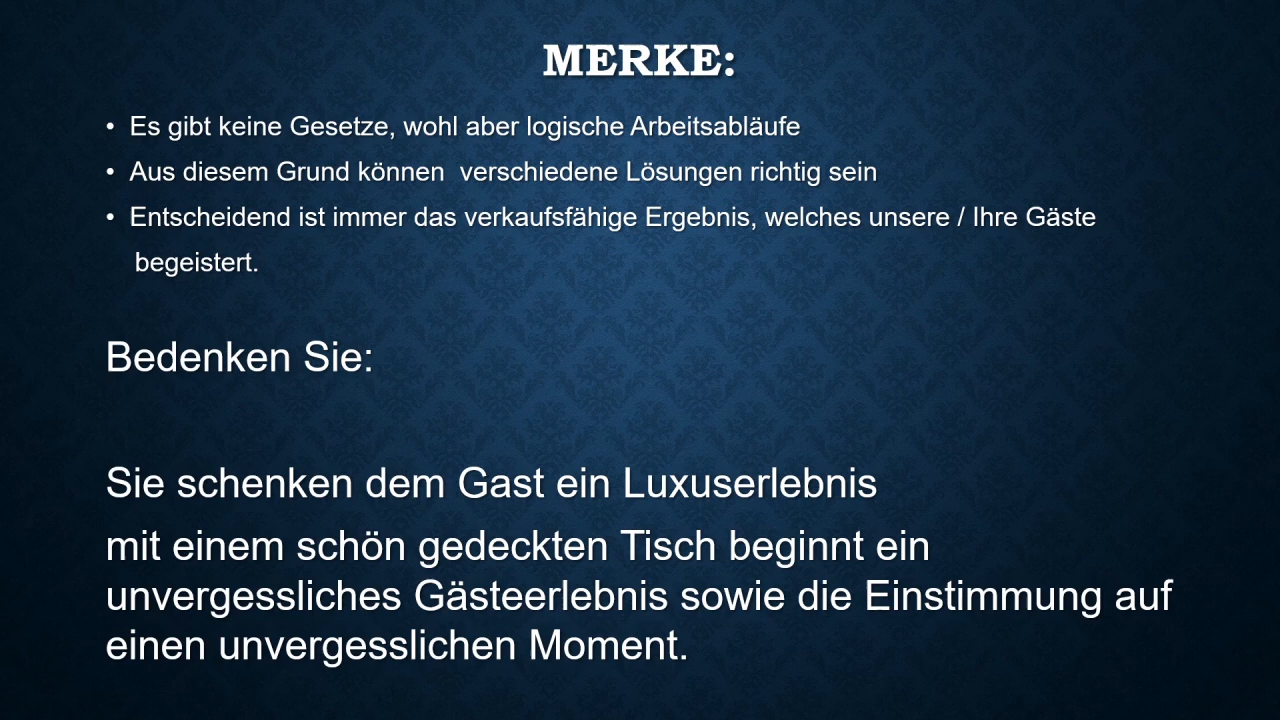 MERKE:
• Es gibt keine Gesetze, wohl aber logische Arbeitsabläufe
• Aus diesem Grund können  verschiedene Lösungen richtig sein
• Entscheidend ist immer das verkaufsfähige Ergebnis, welches unsere / Ihre Gäste
begeistert.
Bedenken Sie:
Sie schenken dem Gast ein Luxuserlebnis
mit einem schön gedeckten Tisch beginnt ein
unvergessliches Gästeerlebnis sowie die Einstimmung auf
einen unvergesslichen Moment.